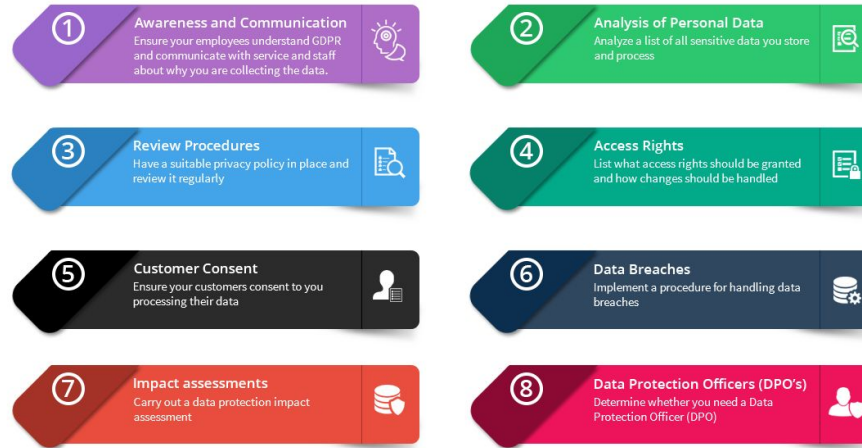 1
Awareness and Communication
Ensure your employees understand GDPR
and communicate with service and staff
about why you are collecting the data.
2
Analysis of Personal Data
Analyze a list of all sensitive data you store
and process
3
Review Procedures
Have a suitable privacy policy in place and
review it regularly
4
Access Rights
List what access rights should be granted
and how changes should be handled
5
Customer Consent
Ensure your customers consent to you
processing their data
6
Data Breaches
Implement a procedure for handling data
breaches
7
Impact assessments
Carry out a data protection impact
assessment
8
Data Protection Officers (DPO's)
Determine whether you need a Data
Protection Officer (DPO)